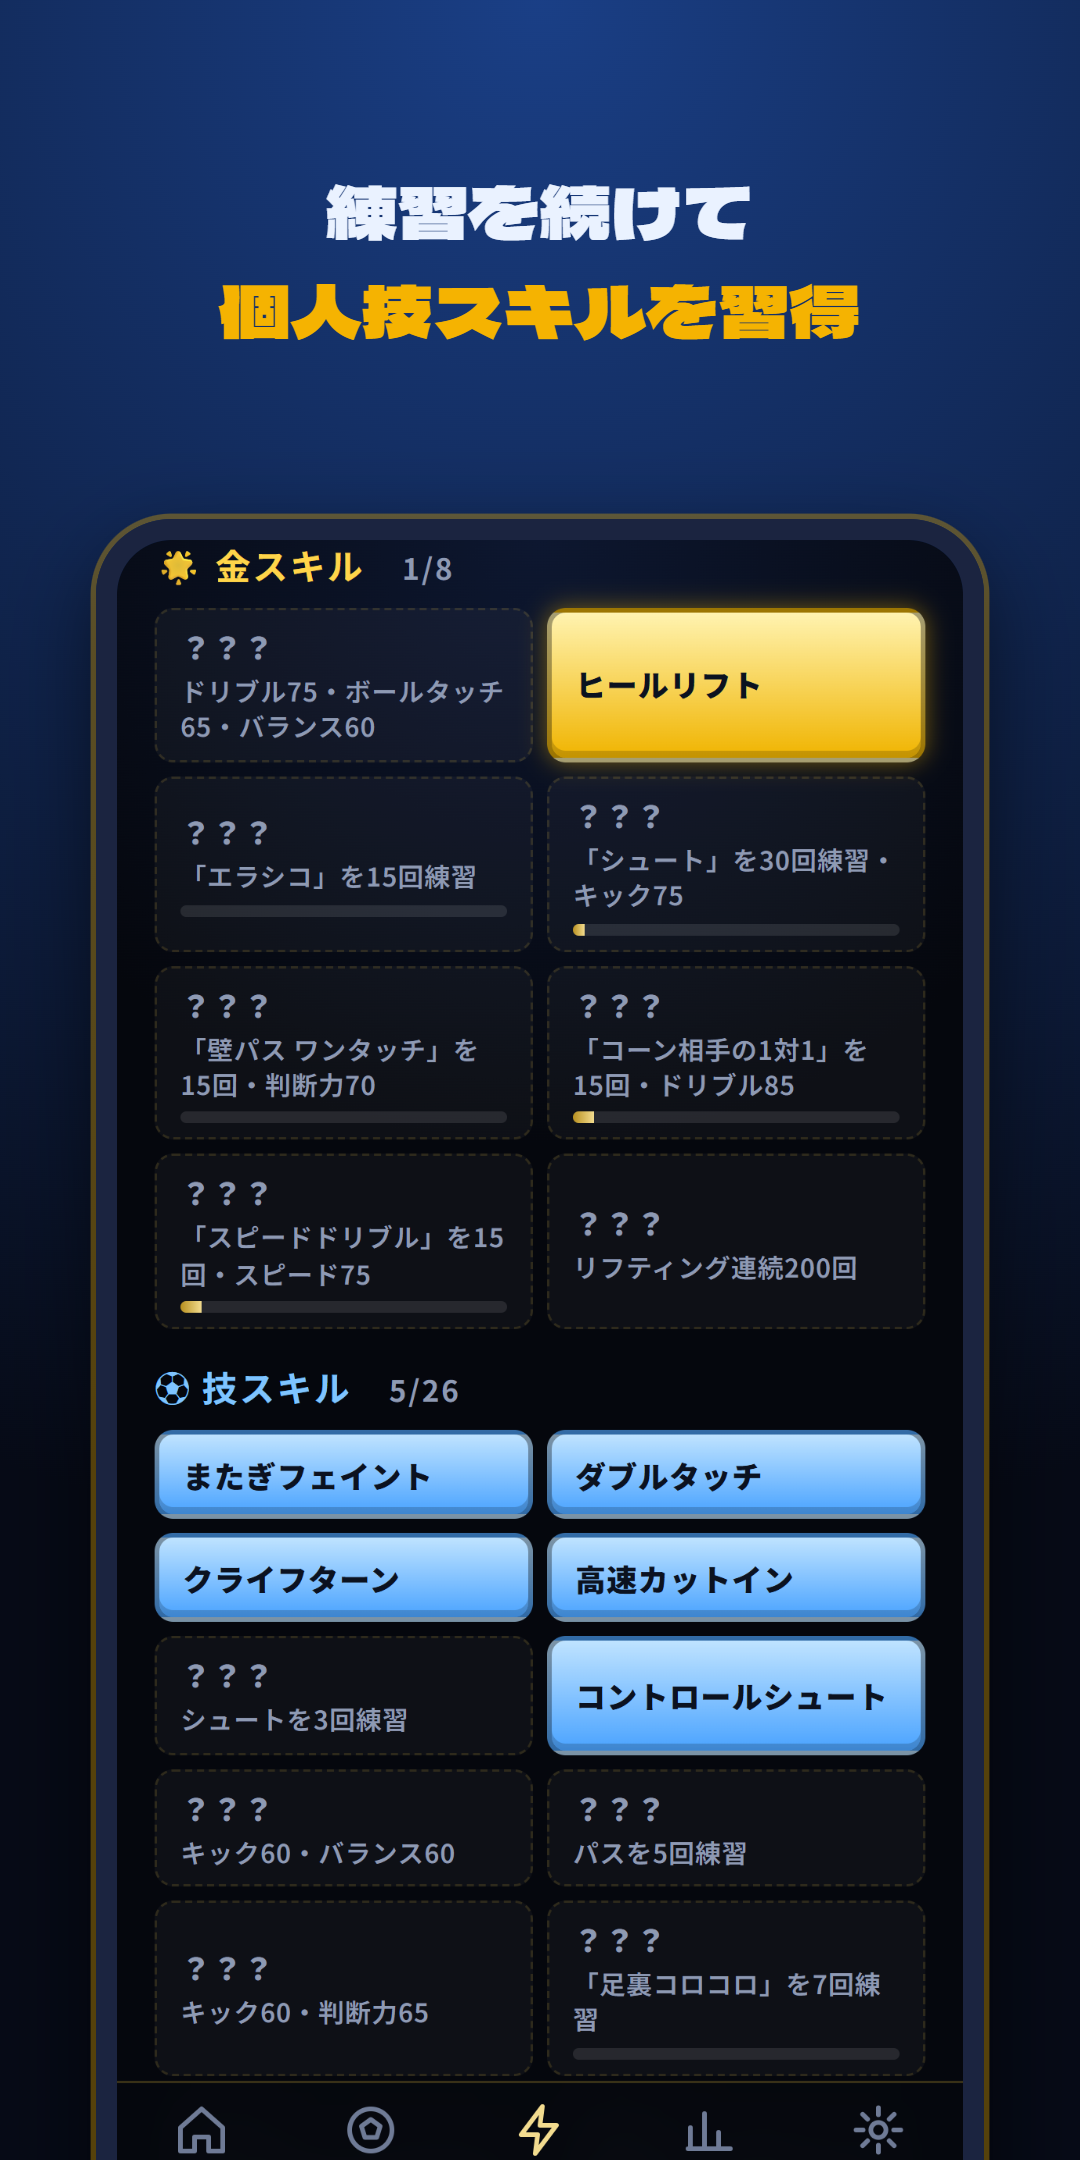 練習を続けて
個人技スキルを習得
金スキル 1/8
？？？
ドリブル75・ボールタッチ
65・バランス60
ヒールリフト
？？？
「エラシコ」を15回練習
？？？
「シュート」を30回練習・
キック75
？？？
「壁パス ワンタッチ」を
15回・判断力70
？？？
「コーン相手の1対1」を
15回・ドリブル85
？？？
「スピードドリブル」を15
回・スピード75
？？？
リフティング連続200回
技スキル 5/26
またぎフェイント
ダブルタッチ
クライフターン
高速カットイン
？？？
シュートを3回練習
コントロールシュート
？？？
キック60・バランス60
？？？
パスを5回練習
？？？
キック60・判断力65
？？？
「足裏コロコロ」を7回練
習